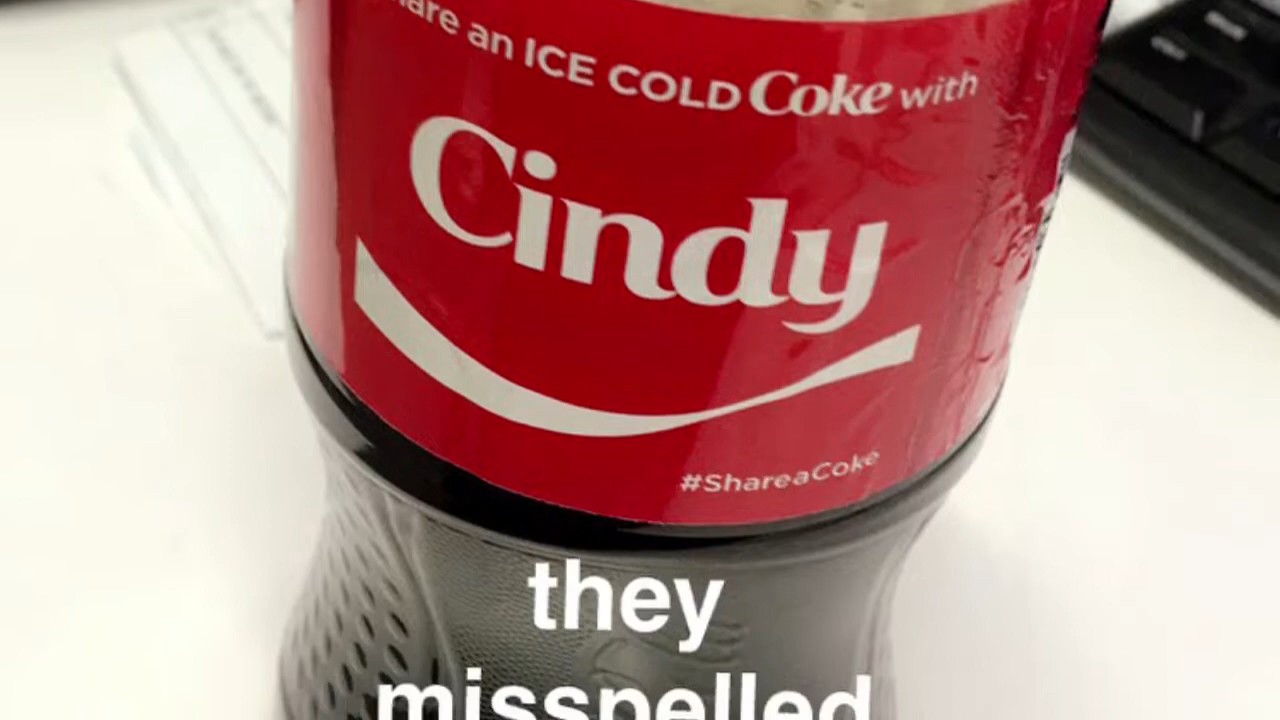 are an ICE COLD Coke with
Cindy
#ShareaCoke
they
misspelled